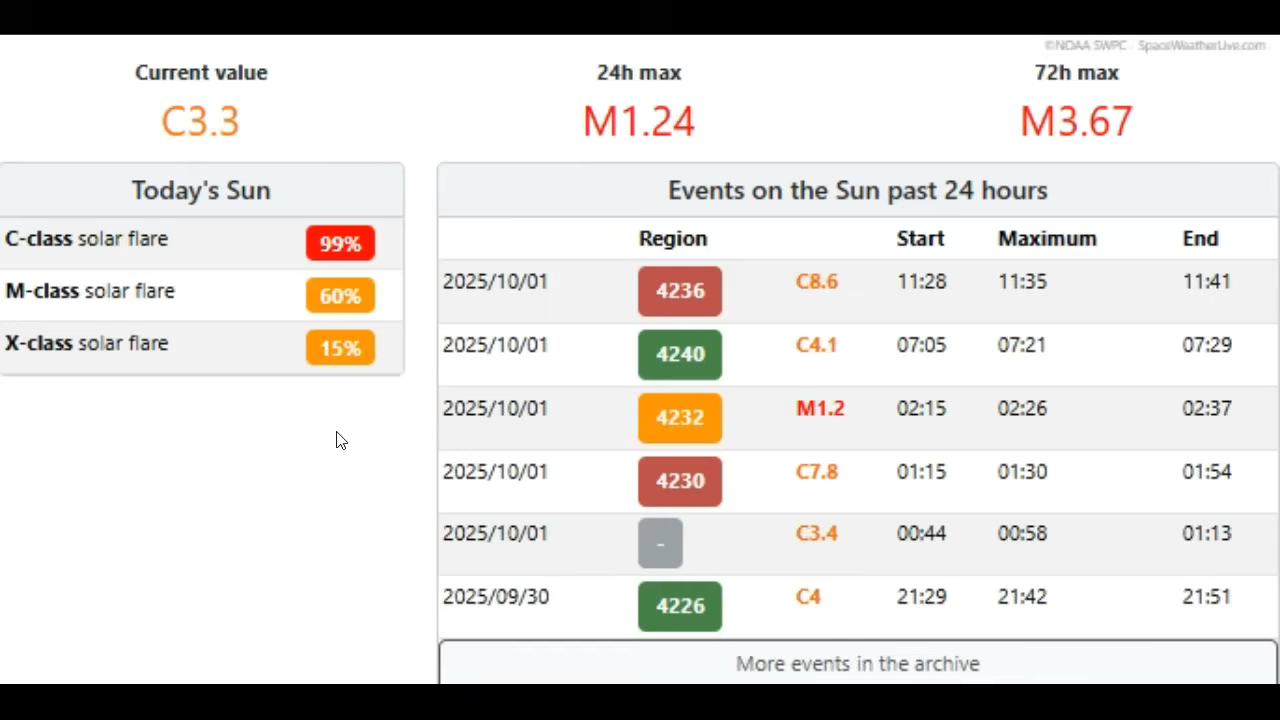 ©NOAA SWPC - SpaceWeatherLive.com
Current value 24h max 72h max
C3.3 M1.24 M3.67
Today's Sun
C-class solar flare 99%
M-class solar flare 60%
X-class solar flare 15%
Events on the Sun past 24 hours
Region Start Maximum End
2025/10/01 4236 C8.6 11:28 11:35 11:41
2025/10/01 4240 C4.1 07:05 07:21 07:29
2025/10/01 4232 M1.2 02:15 02:26 02:37
2025/10/01 4230 C7.8 01:15 01:30 01:54
2025/10/01 - C3.4 00:44 00:58 01:13
2025/09/30 4226 C4 21:29 21:42 21:51
More events in the archive